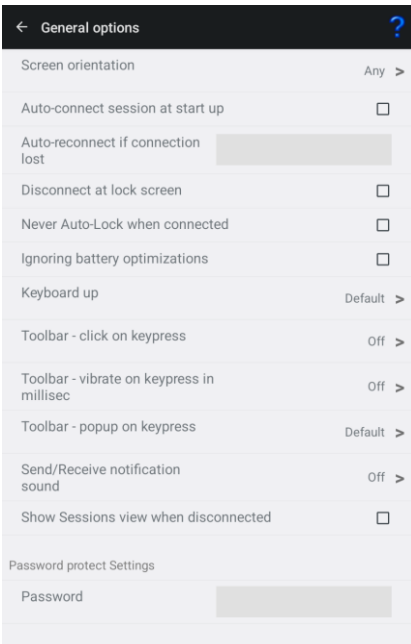 ← General options ?
Screen orientation
Any >
Auto-connect session at start up
Auto-reconnect if connection
lost
Disconnect at lock screen
Never Auto-Lock when connected
Ignoring battery optimizations
Keyboard up
Default >
Toolbar - click on keypress
Off >
Toolbar - vibrate on keypress in
millisec
Off >
Toolbar - popup on keypress
Default >
Send/Receive notification
sound
Off >
Show Sessions view when disconnected
Password protect Settings
Password